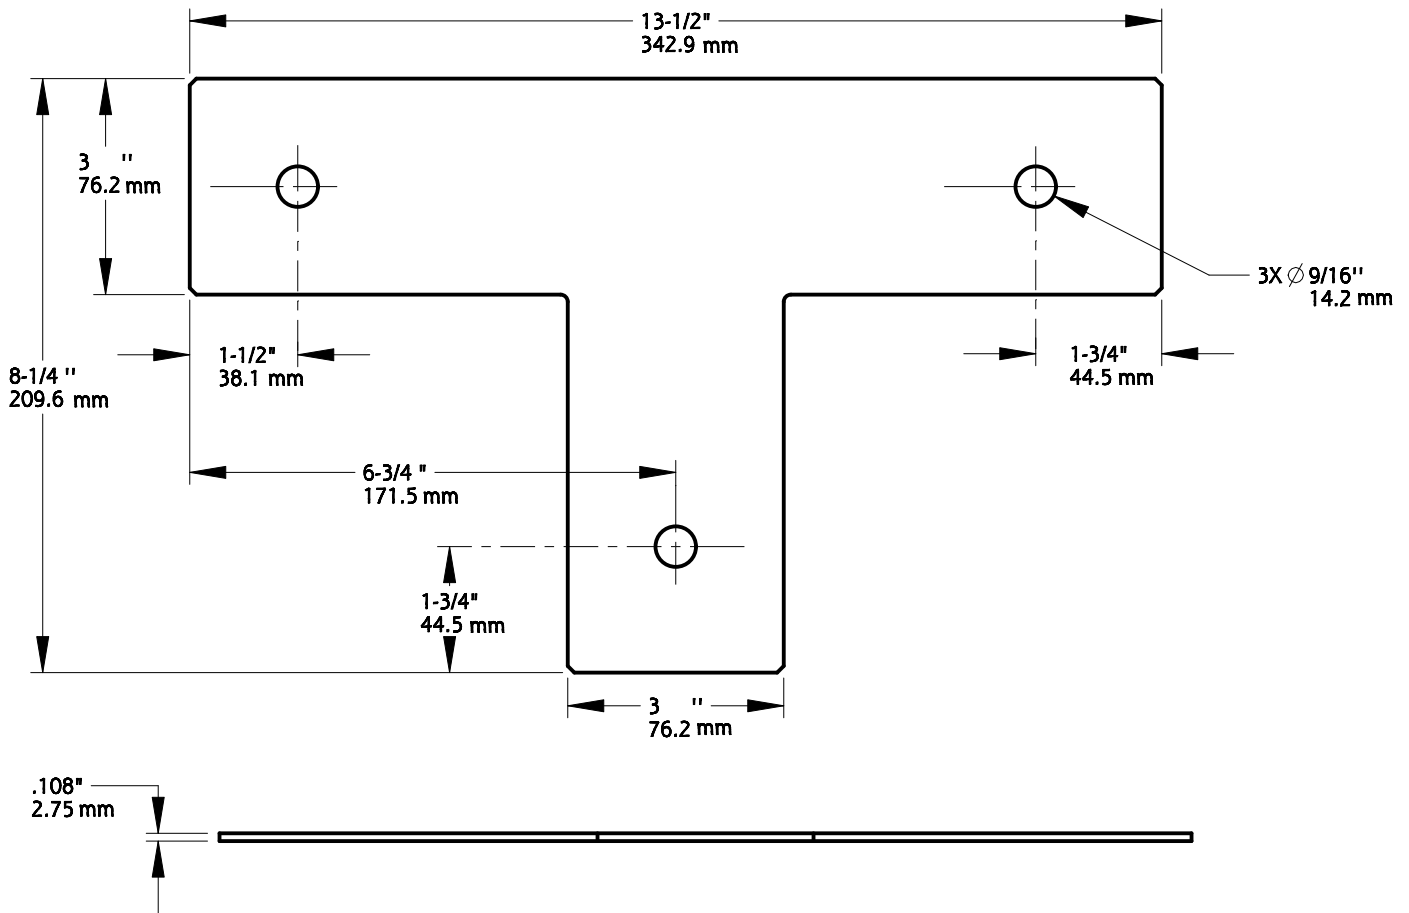 13-1/2"
342.9 mm
3 "
76.2 mm
3X ∅ 9/16"
14.2 mm
1-1/2"
38.1 mm
1-3/4"
44.5 mm
8-1/4 "
209.6 mm
6-3/4 "
171.5 mm
1-3/4"
44.5 mm
3 "
76.2 mm
.108"
2.75 mm